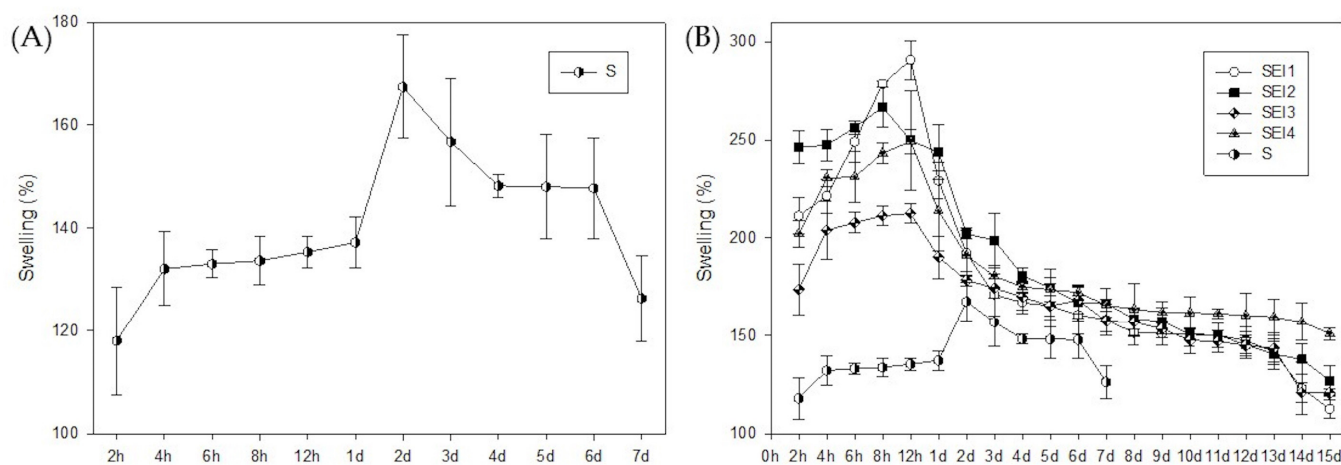 (A)
Swelling (%)
180
160
140
120
100
S
2h 4h 6h 8h 12h 1d 2d 3d 4d 5d 6d 7d
(B)
Swelling (%)
300
250
200
150
100
SEI1
SEI2
SEI3
SEI4
S
0h 2h 4h 6h 8h 12h 1d 2d 3d 4d 5d 6d 7d 8d 9d 10d 11d 12d 13d 14d 15d